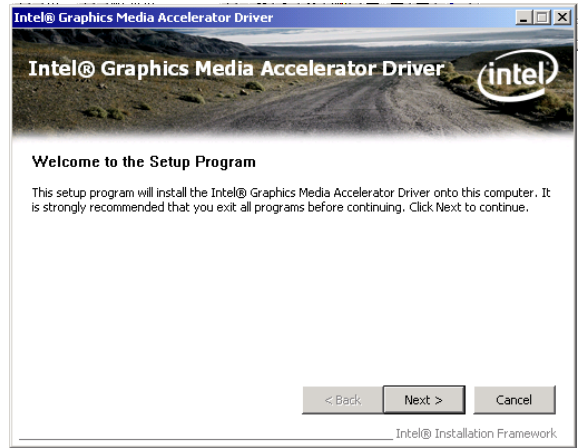 Intel® Graphics Media Accelerator Driver
Intel® Graphics Media Accelerator Driver
intel
Welcome to the Setup Program
This setup program will install the Intel® Graphics Media Accelerator Driver onto this computer. It
is strongly recommended that you exit all programs before continuing. Click Next to continue.
< Back Next > Cancel
Intel® Installation Framework